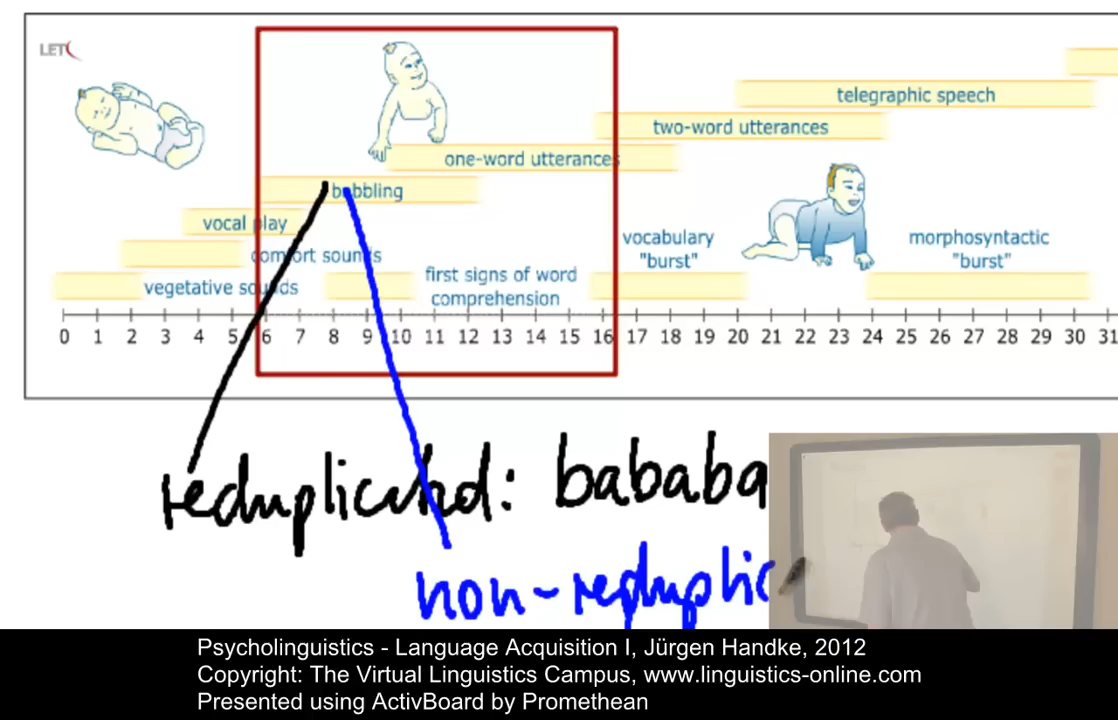 LET
telegraphic speech
two-word utterances
one-word utterances
babbling
vocal play
comfort sounds
vegetative sounds
first signs of word
comprehension
vocabulary
"burst"
morphosyntactic
"burst"
0 1 2 3 4 5 6 7 8 9 10 11 12 13 14 15 16 17 18 19 20 21 22 23 24 25 26 27 28 29 30 31
reduplicated: bababa
non-reduplic
Psycholinguistics - Language Acquisition I, Jürgen Handke, 2012
Copyright: The Virtual Linguistics Campus, www.linguistics-online.com
Presented using ActivBoard by Promethean